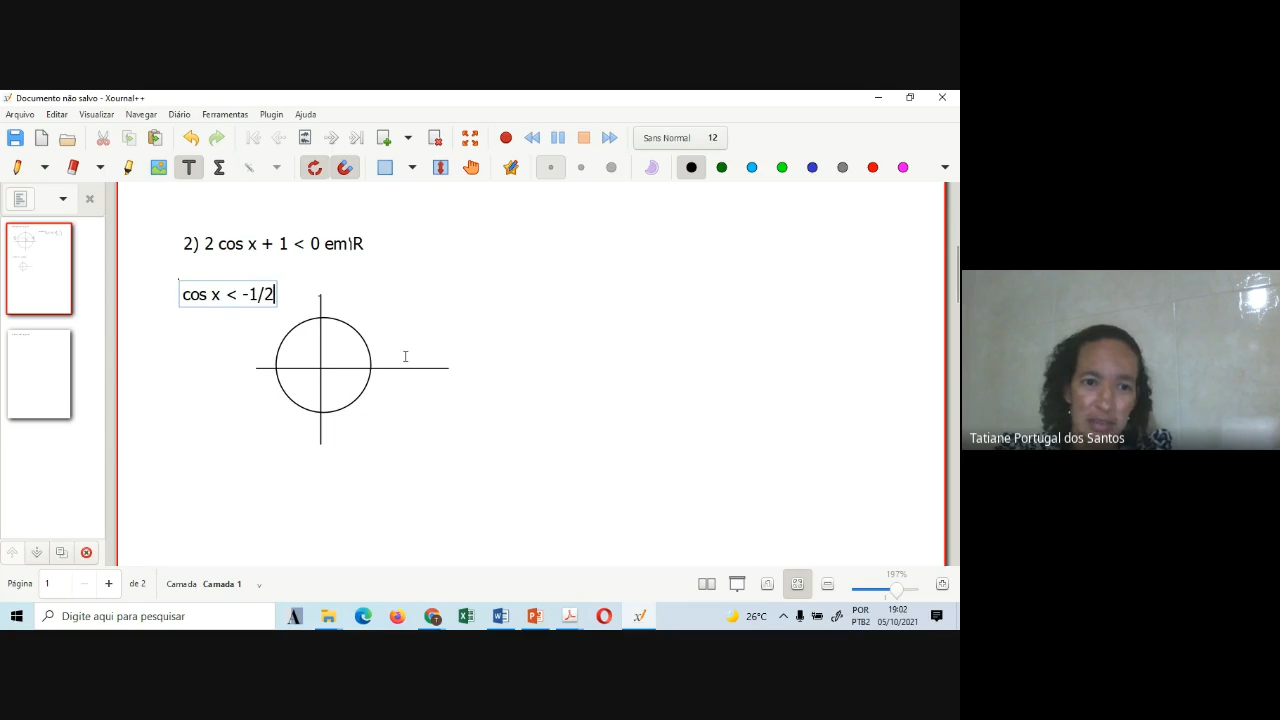 Documento não salvo - Xournal++
Arquivo Editar Visualizar Navegar Diário Ferramentas Plugin Ajuda
Sans Normal 12
2) 2 cos x + 1 < 0 em\R
cos x < -1/2
Tatiane Portugal dos Santos
Página 1 de 2 Camada Camada 1
197%
Digite aqui para pesquisar
26°C
POR
PTB2
19:02
05/10/2021